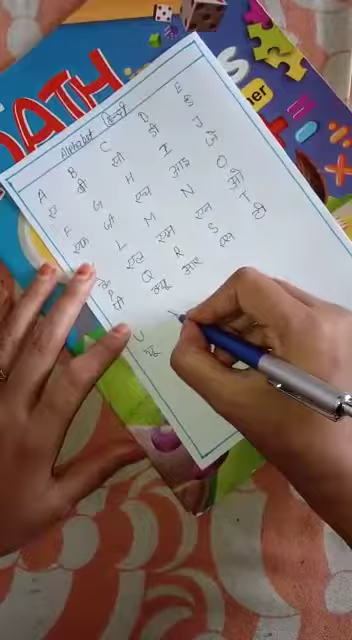 MATH
Alphabet हिन्दी
A B C D E
ए बी सी डी ई
F G H I J
एफ जी एच आइ जे
L M N O
के एल एम एन ओ
P Q R S T
पी क्यू आर एस टी
U
यू